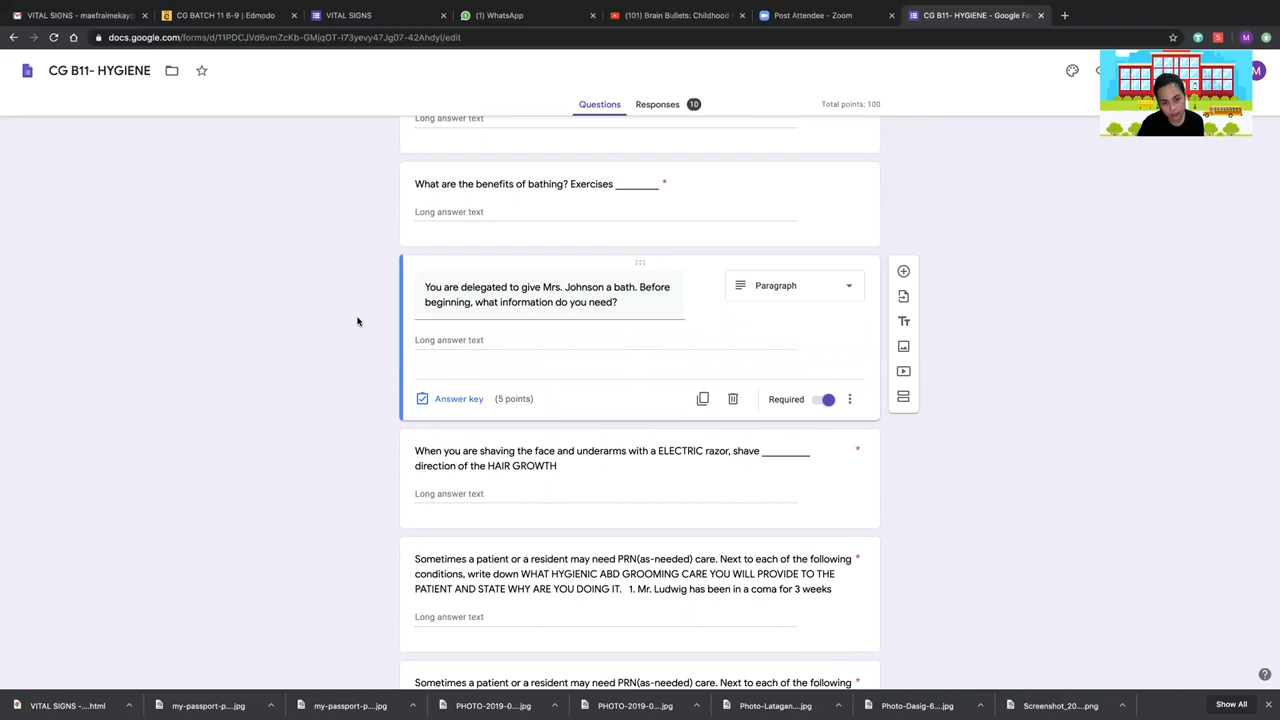 VITAL SIGNS - maefraimekayo
CG BATCH 11 6-9 | Edmodo
VITAL SIGNS
(1) WhatsApp
(101) Brain Bullets: Childhood
Post Attendee - Zoom
CG B11- HYGIENE - Google Fo
docs.google.com/forms/d/11PDCJVd6vmZcKb-GMjqOT-I73yevy47Jg07-42AhdyI/edit
CG B11- HYGIENE
Questions
Responses 10
Total points: 100
Long answer text
What are the benefits of bathing? Exercises ________ *
Long answer text
You are delegated to give Mrs. Johnson a bath. Before
beginning, what information do you need?
Paragraph
Long answer text
Answer key (5 points)
Required
When you are shaving the face and underarms with a ELECTRIC razor, shave _________ *
direction of the HAIR GROWTH
Long answer text
Sometimes a patient or a resident may need PRN(as-needed) care. Next to each of the following *
conditions, write down WHAT HYGIENIC ABD GROOMING CARE YOU WILL PROVIDE TO THE
PATIENT AND STATE WHY ARE YOU DOING IT. 1. Mr. Ludwig has been in a coma for 3 weeks
Long answer text
Sometimes a patient or a resident may need PRN(as-needed) care. Next to each of the following *
VITAL SIGNS -....html
my-passport-p....jpg
my-passport-p....jpg
PHOTO-2019-0....jpg
PHOTO-2019-0....jpg
Photo-Latagan....jpg
Photo-Dasig-6....jpg
Screenshot_20....png
Show All